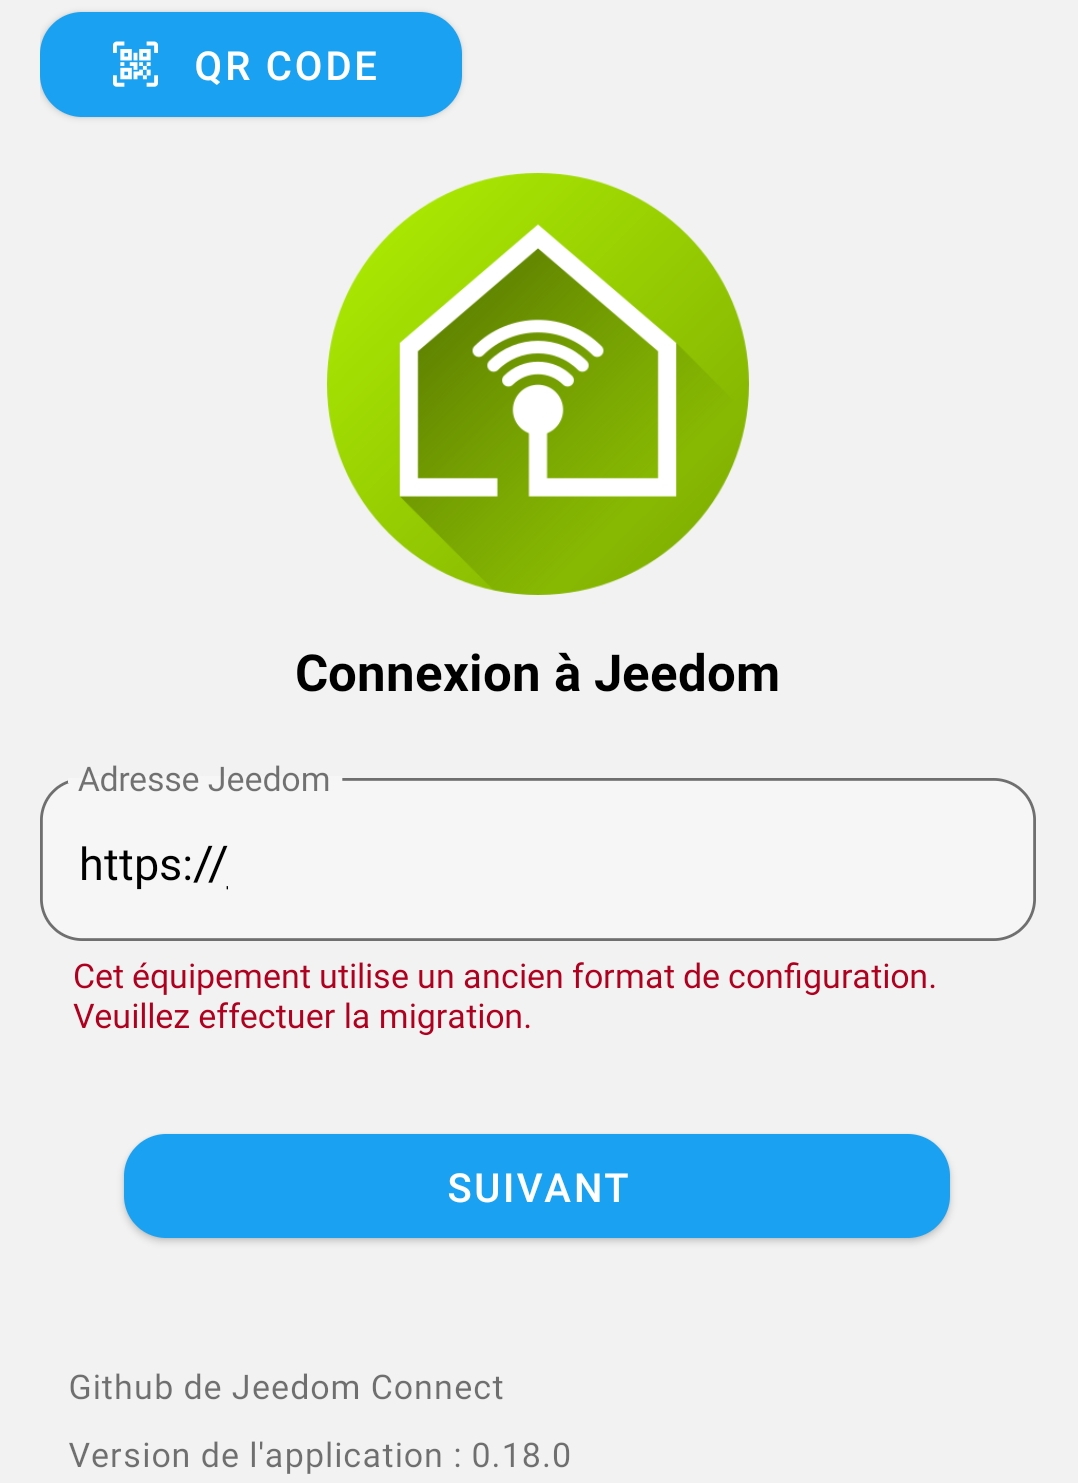 QR CODE
Connexion à Jeedom
Adresse Jeedom
https://
Cet équipement utilise un ancien format de configuration.
Veuillez effectuer la migration.
SUIVANT
Github de Jeedom Connect
Version de l'application : 0.18.0